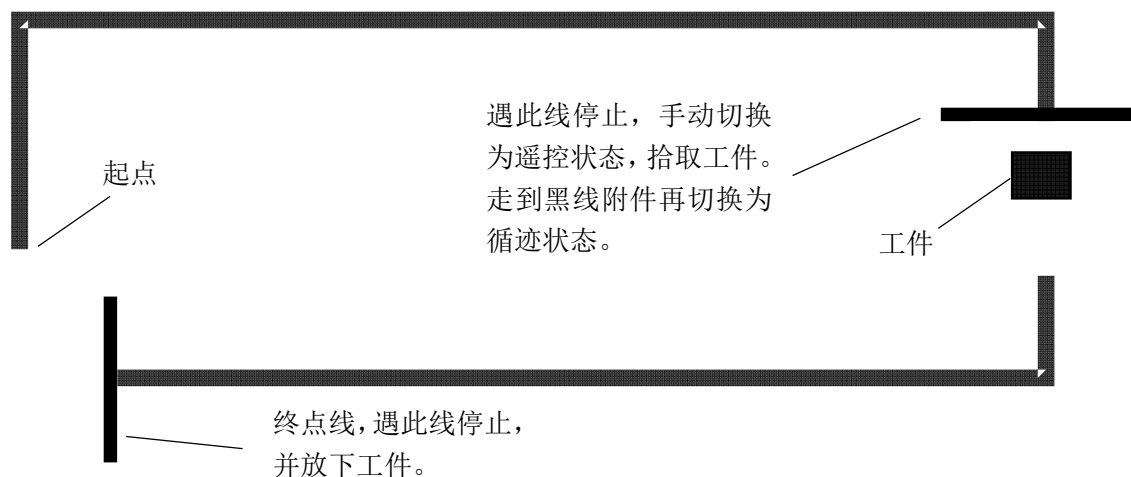 遇此线停止，手动切换
为遥控状态，拾取工件。
走到黑线附件再切换为
循迹状态。
起点
工件
终点线，遇此线停止，
并放下工件。